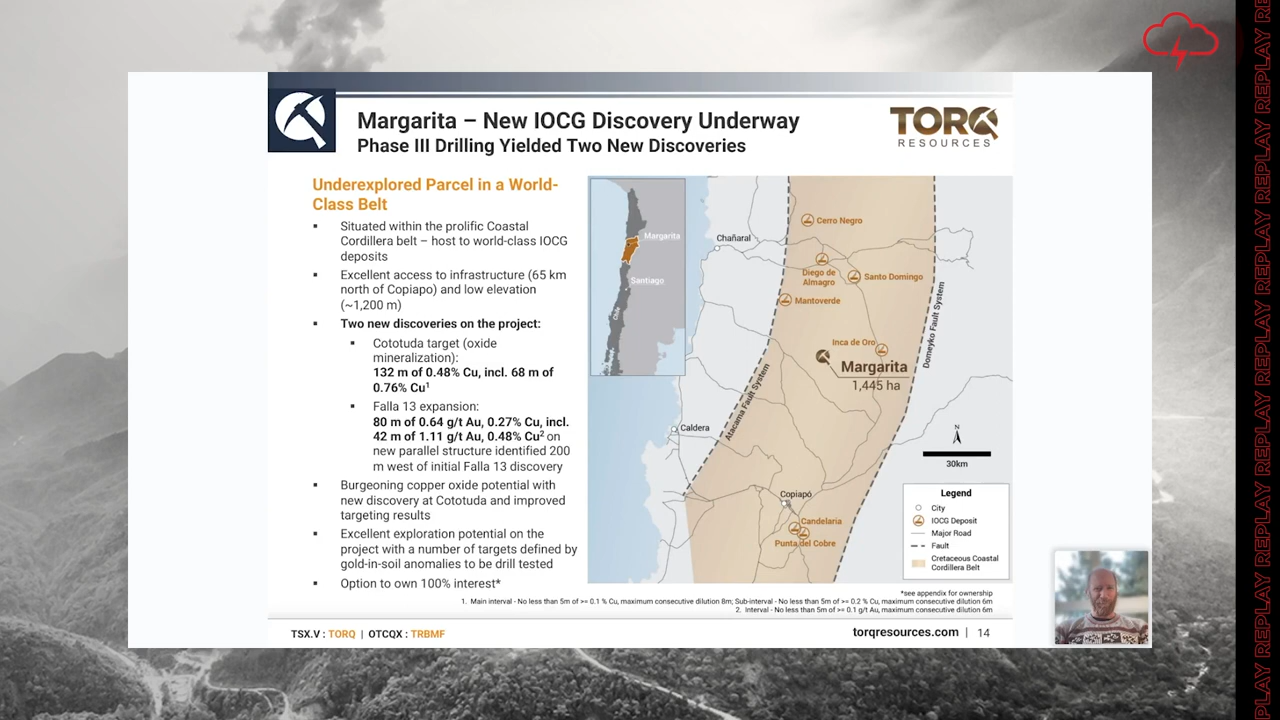 Margarita – New IOCG Discovery Underway
Phase III Drilling Yielded Two New Discoveries
TORQ
RESOURCES
Underexplored Parcel in a World-
Class Belt
▪ Situated within the prolific Coastal
Cordillera belt – host to world-class IOCG
deposits
▪ Excellent access to infrastructure (65 km
north of Copiapo) and low elevation
(~1,200 m)
▪ Two new discoveries on the project:
▪ Cototuda target (oxide
mineralization):
132 m of 0.48% Cu, incl. 68 m of
0.76% Cu1
▪ Falla 13 expansion:
80 m of 0.64 g/t Au, 0.27% Cu, incl.
42 m of 1.11 g/t Au, 0.48% Cu2 on
new parallel structure identified 200
m west of initial Falla 13 discovery
▪ Burgeoning copper oxide potential with
new discovery at Cototuda and improved
targeting results
▪ Excellent exploration potential on the
project with a number of targets defined by
gold-in-soil anomalies to be drill tested
▪ Option to own 100% interest*
Margarita
Santiago
Chile
Chañaral
Cerro Negro
Diego de
Almagro
Santo Domingo
Mantoverde
Inca de Oro
Margarita
1,445 ha
Domeyko Fault System
Atacama Fault System
Caldera
Copiapó
Candelaria
Punta del Cobre
N
30km
Legend
City
IOCG Deposit
Major Road
Fault
Cretaceous Coastal
Cordillera Belt
*see appendix for ownership
1. Main interval - No less than 5m of >= 0.1 % Cu, maximum consecutive dilution 8m; Sub-interval - No less than 5m of >= 0.2 % Cu, maximum consecutive dilution 6m
2. Interval - No less than 5m of >= 0.1 g/t Au, maximum consecutive dilution 6m
TSX.V : TORQ | OTCQX : TRBMF
torqresources.com | 14
REPLAY REPLAY REPLAY REPLAY REPLAY REPLAY REPLAY